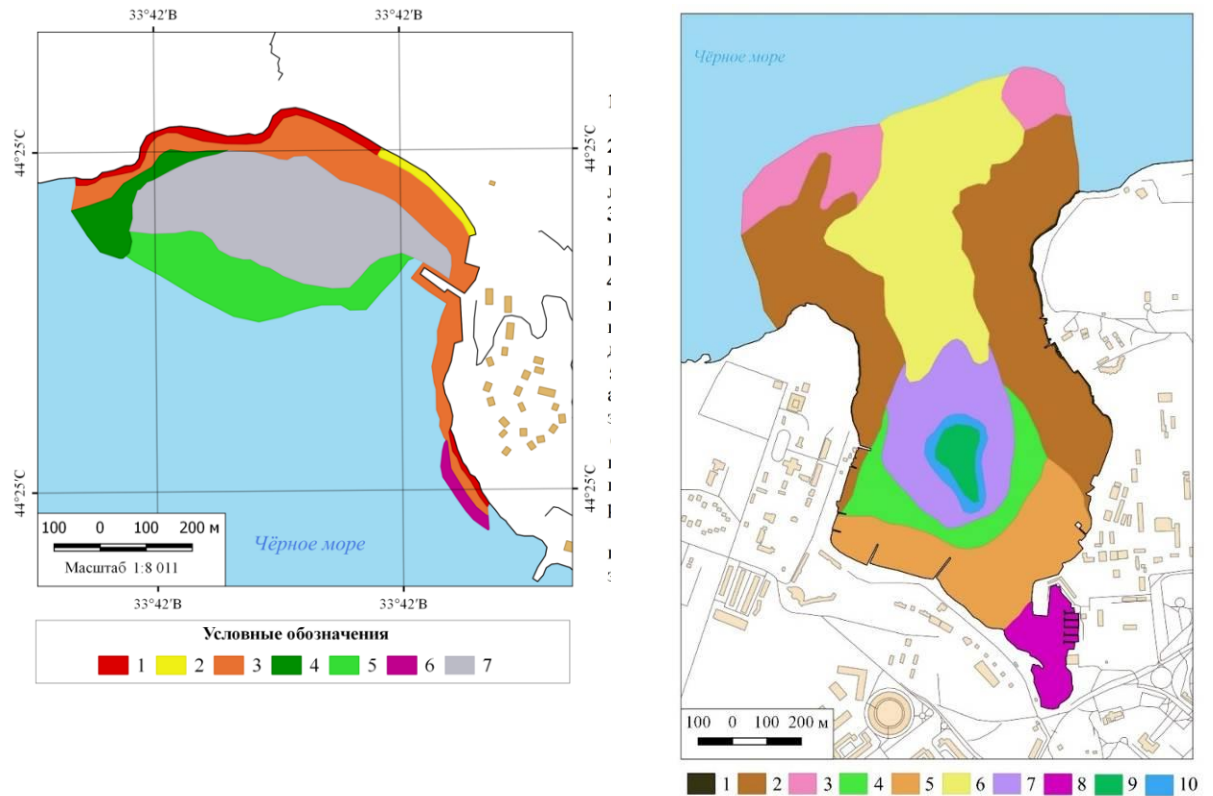 33°42′В 33°42′В
44°25′С 44°25′С
44°25′С 44°25′С
100 0 100 200 м
Масштаб 1:8 011
Чёрное море
33°42′В 33°42′В
Условные обозначения
1 2 3 4 5 6 7
Чёрное море
100 0 100 200 м
1 2 3 4 5 6 7 8 9 10